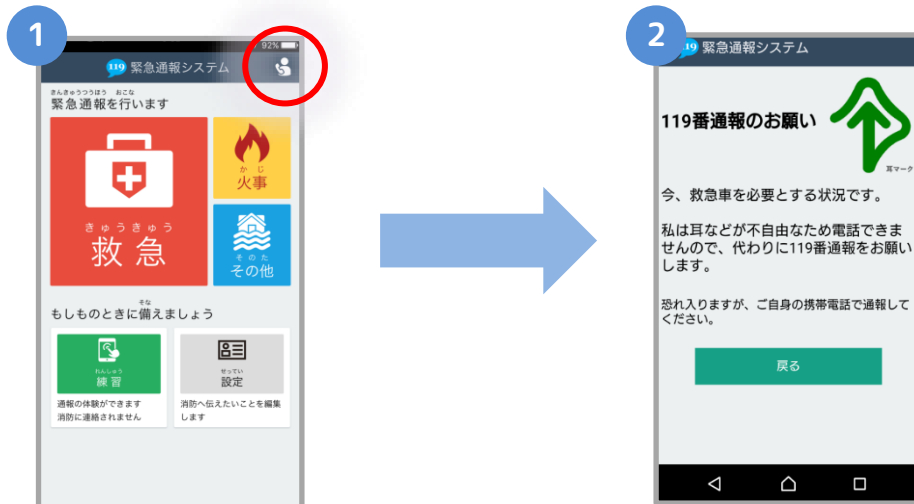 1
92%
119 緊急通報システム
きんきゅうつうほう おこな
緊急通報を行います
きゅうきゅう
救急
かじ
火事
そのた
その他
そな
もしものときに備えましょう
れんしゅう
練習
せってい
設定
通報の体験ができます
消防に連絡されません
消防へ伝えたいことを編集
します
2
119 緊急通報システム
119番通報のお願い
耳マーク
今、救急車を必要とする状況です。
私は耳などが不自由なため電話できま
せんので、代わりに119番通報をお願い
します。
恐れ入りますが、ご自身の携帯電話で通報して
ください。
戻る